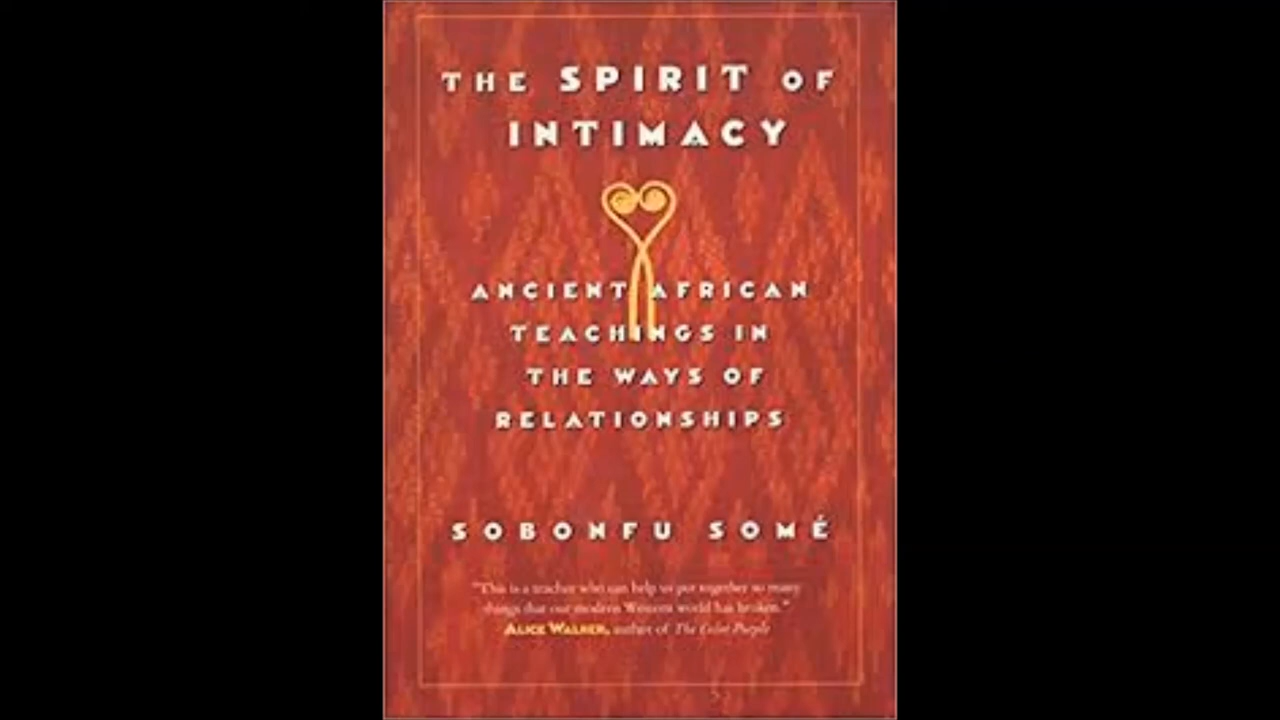 THE SPIRIT OF
INTIMACY
ANCIENT AFRICAN
TEACHINGS IN
THE WAYS OF
RELATIONSHIPS
SOBONFU SOMÉ
"This is a teacher who can help us put together so many
things that our modern Western world has broken."
ALICE WALKER, author of The Color Purple